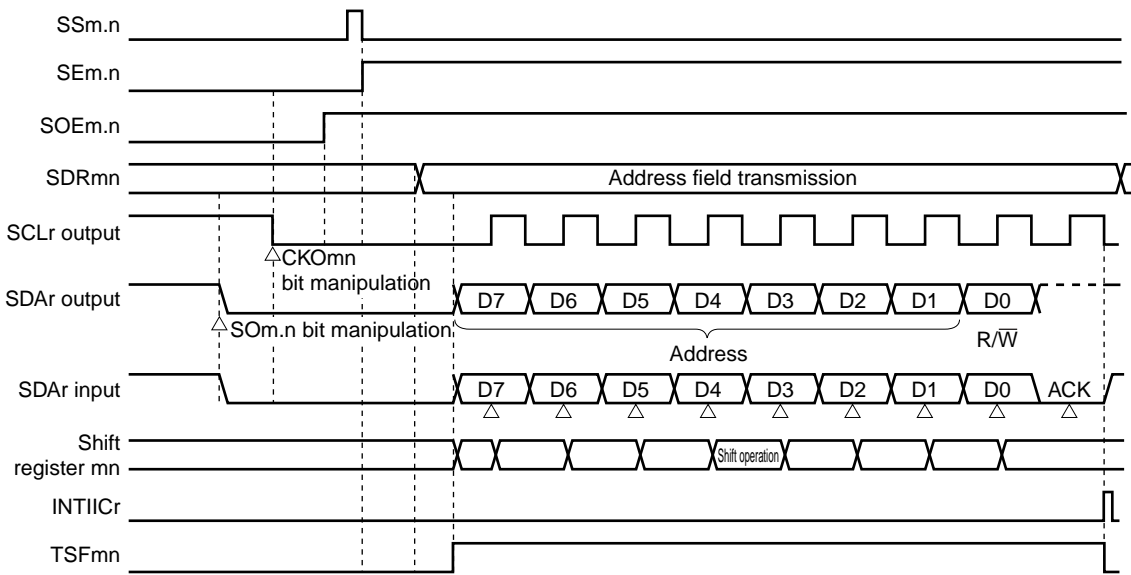 SSm.n
SEm.n
SOEm.n
SDRmn
Address field transmission
SCLr output
CKOmn
bit manipulation
SDAr output
D7 D6 D5 D4 D3 D2 D1 D0
SOm.n bit manipulation
Address
R/W̅
SDAr input
D7 D6 D5 D4 D3 D2 D1 D0 ACK
Shift
register mn
Shift operation
INTIICr
TSFmn